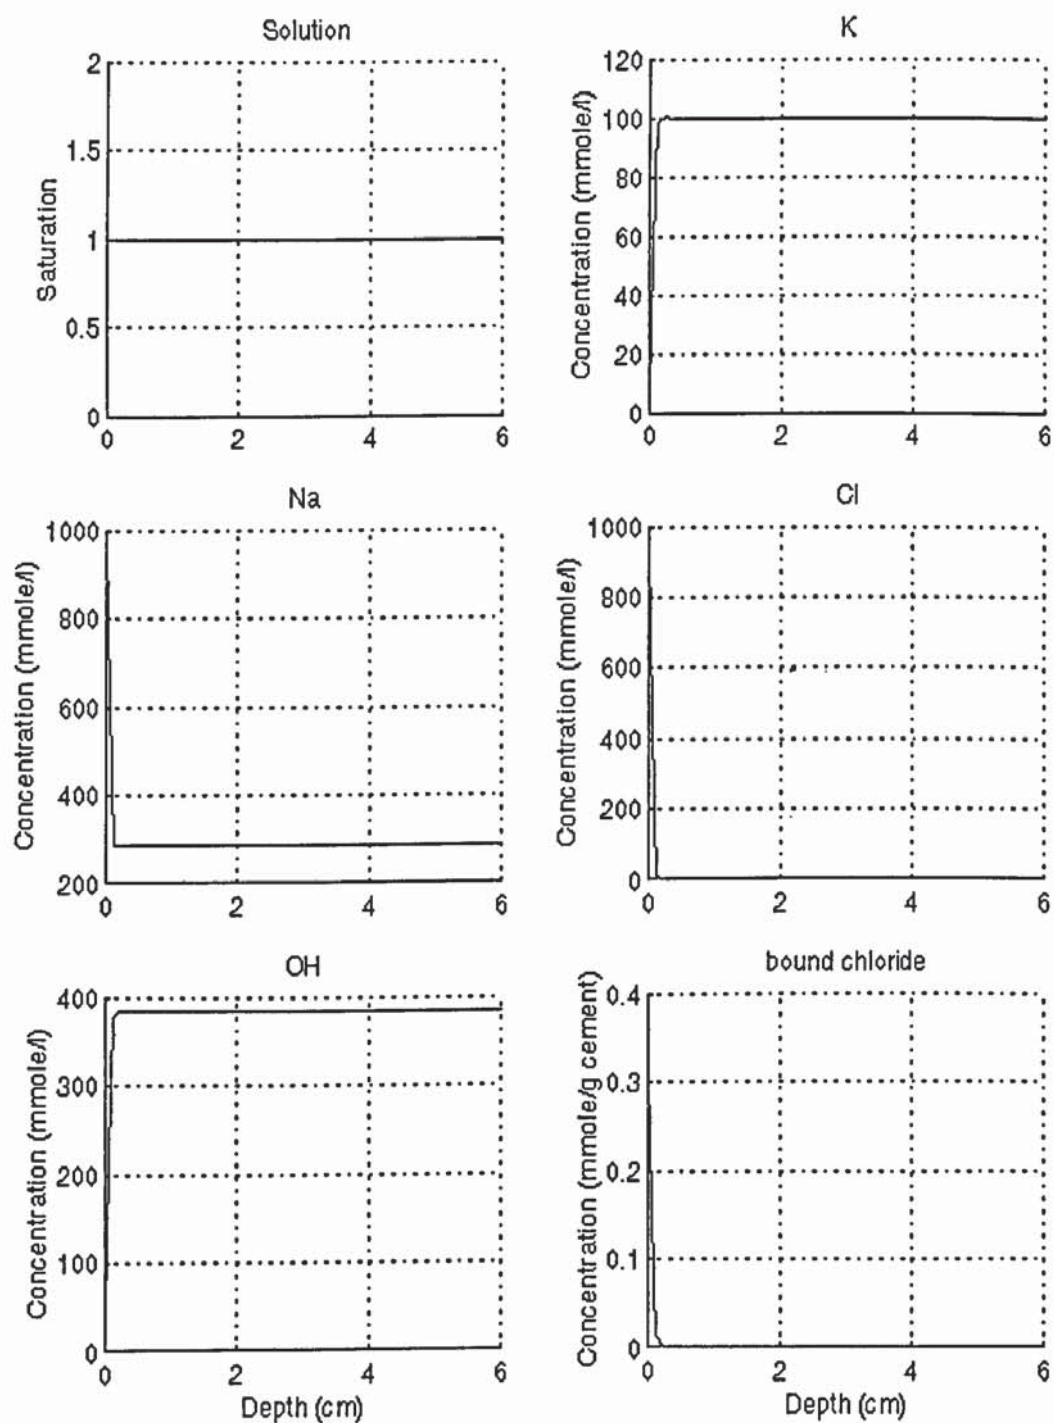 Solution
2
1.5
1
0.5
0
Saturation
0 2 4 6
K
120
100
80
60
40
20
0
Concentration (mmole/l)
0 2 4 6
Na
1000
800
600
400
200
Concentration (mmole/l)
0 2 4 6
Cl
1000
800
600
400
200
0
Concentration (mmole/l)
0 2 4 6
OH
400
300
200
100
0
Concentration (mmole/l)
0 2 4 6
Depth (cm)
bound chloride
0.4
0.3
0.2
0.1
0
Concentration (mmole/g cement)
0 2 4 6
Depth (cm)